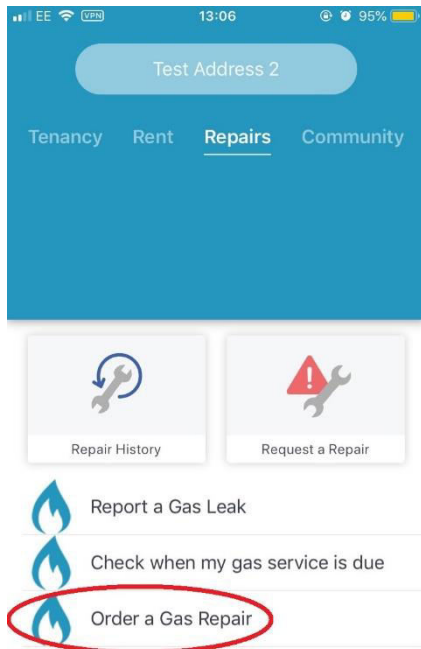 EE VPN 13:06 95%
Test Address 2
Tenancy Rent Repairs Community
Repair History Request a Repair
Report a Gas Leak
Check when my gas service is due
Order a Gas Repair